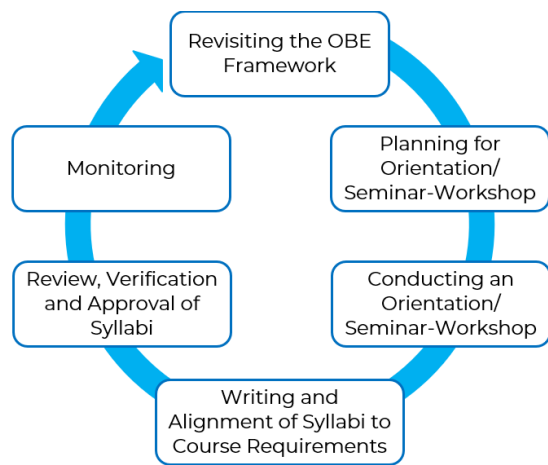 Revisiting the OBE
Framework
Planning for
Orientation/
Seminar-Workshop
Conducting an
Orientation/
Seminar-Workshop
Writing and
Alignment of Syllabi to
Course Requirements
Review, Verification
and Approval of
Syllabi
Monitoring